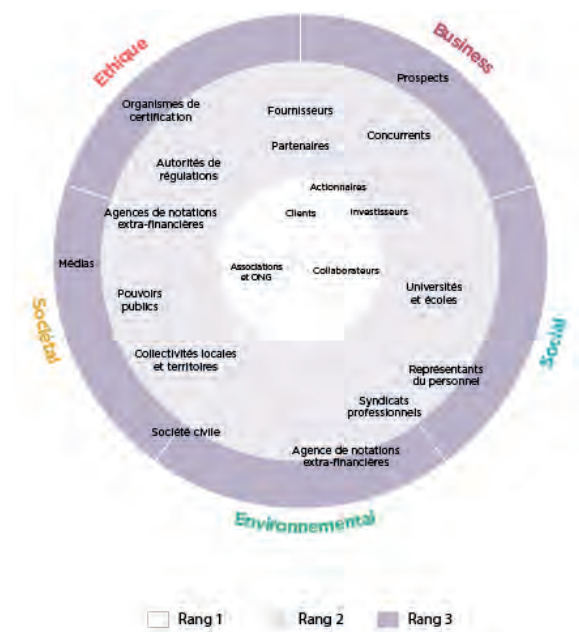 Ethique
Business
Prospects
Organismes de
certification
Fournisseurs
Concurrents
Partenaires
Autorités de
régulations
Actionnaires
Agences de notations
extra-financières
Clients
Investisseurs
Médias
Associations
et ONG
Collaborateurs
Pouvoirs
publics
Universités
et écoles
Sociétal
Social
Collectivités locales
et territoires
Représentants
du personnel
Syndicats
professionnels
Société civile
Agence de notations
extra-financières
Environnemental
Rang 1
Rang 2
Rang 3